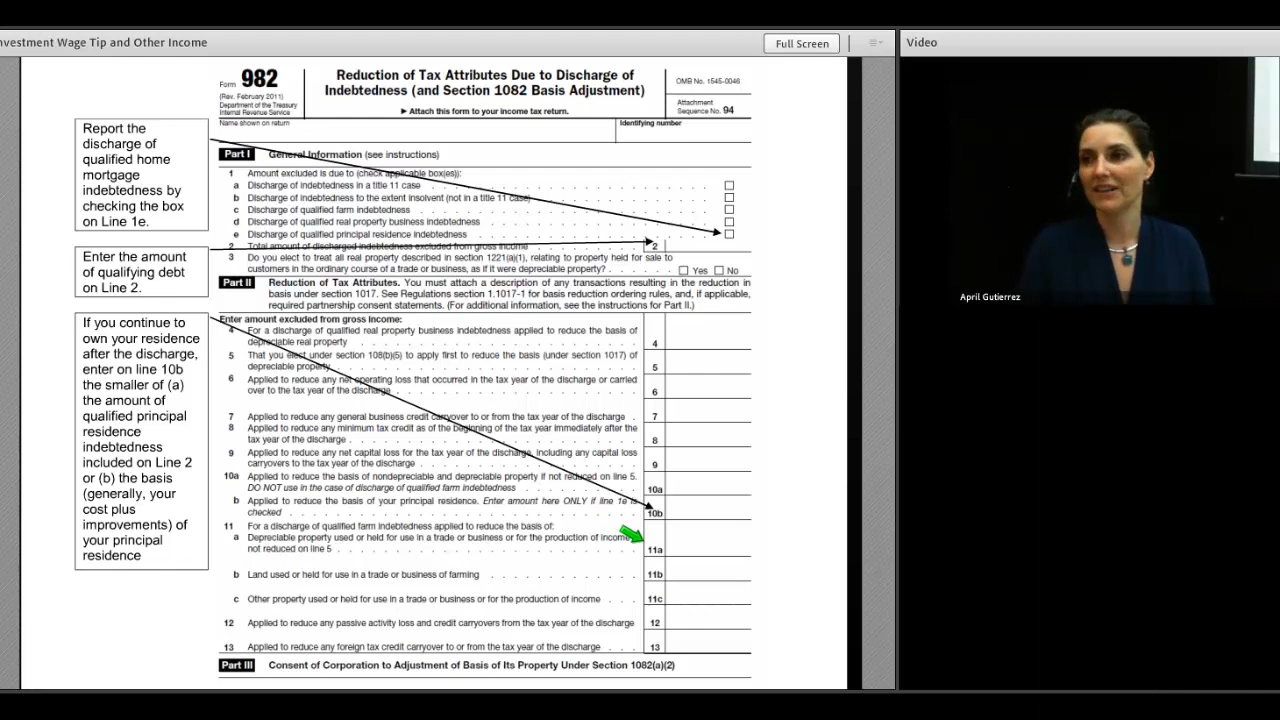 nvestment Wage Tip and Other Income
Full Screen
Video
Report the
discharge of
qualified home
mortgage
indebtedness by
checking the box
on Line 1e.
Enter the amount
of qualifying debt
on Line 2.
If you continue to
own your residence
after the discharge,
enter on line 10b
the smaller of (a)
the amount of
qualified principal
residence
indebtedness
included on Line 2
or (b) the basis
(generally, your
cost plus
improvements) of
your principal
residence
Form 982
(Rev. February 2011)
Department of the Treasury
Internal Revenue Service
Reduction of Tax Attributes Due to Discharge of
Indebtedness (and Section 1082 Basis Adjustment)
▶ Attach this form to your income tax return.
OMB No. 1545-0046
Attachment
Sequence No. 94
Name shown on return
Identifying number
Part I General Information (see instructions)
1 Amount excluded is due to (check applicable box(es)):
a Discharge of indebtedness in a title 11 case
b Discharge of indebtedness to the extent insolvent (not in a title 11 case)
c Discharge of qualified farm indebtedness
d Discharge of qualified real property business indebtedness
e Discharge of qualified principal residence indebtedness
2 Total amount of discharged indebtedness excluded from gross income 2
3 Do you elect to treat all real property described in section 1221(a)(1), relating to property held for sale to
customers in the ordinary course of a trade or business, as if it were depreciable property? Yes No
Part II Reduction of Tax Attributes. You must attach a description of any transactions resulting in the reduction in
basis under section 1017. See Regulations section 1.1017-1 for basis reduction ordering rules, and, if applicable,
required partnership consent statements. (For additional information, see the instructions for Part II.)
Enter amount excluded from gross income:
4 For a discharge of qualified real property business indebtedness applied to reduce the basis of
depreciable real property 4
5 That you elect under section 108(b)(5) to apply first to reduce the basis (under section 1017) of
depreciable property 5
6 Applied to reduce any net operating loss that occurred in the tax year of the discharge or carried
over to the tax year of the discharge 6
7 Applied to reduce any general business credit carryover to or from the tax year of the discharge 7
8 Applied to reduce any minimum tax credit as of the beginning of the tax year immediately after the
tax year of the discharge 8
9 Applied to reduce any net capital loss for the tax year of the discharge, including any capital loss
carryovers to the tax year of the discharge 9
10a Applied to reduce the basis of nondepreciable and depreciable property if not reduced on line 5.
DO NOT use in the case of discharge of qualified farm indebtedness 10a
b Applied to reduce the basis of your principal residence. Enter amount here ONLY if line 1e is
checked 10b
11 For a discharge of qualified farm indebtedness applied to reduce the basis of:
a Depreciable property used or held for use in a trade or business or for the production of income
not reduced on line 5 11a
b Land used or held for use in a trade or business of farming 11b
c Other property used or held for use in a trade or business or for the production of income 11c
12 Applied to reduce any passive activity loss and credit carryovers from the tax year of the discharge 12
13 Applied to reduce any foreign tax credit carryover to or from the tax year of the discharge 13
Part III Consent of Corporation to Adjustment of Basis of Its Property Under Section 1082(a)(2)
April Gutierrez